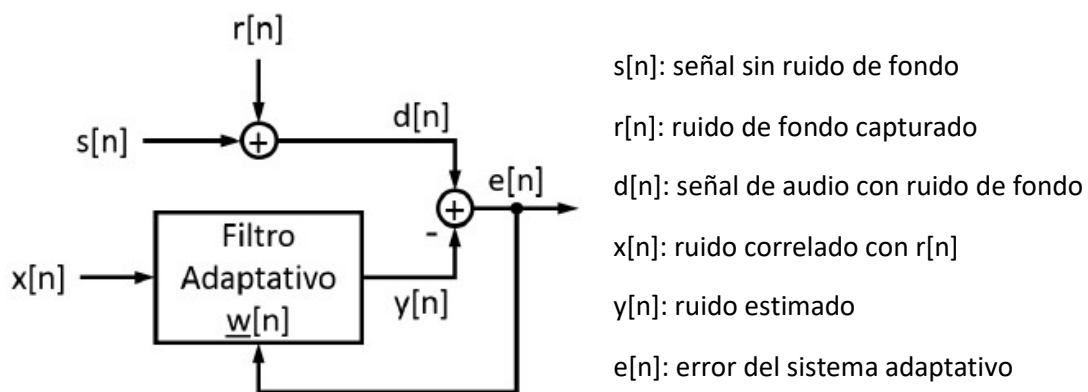 r[n]
s[n]
d[n]
e[n]
+
+
-
Filtro
Adaptativo
w[n]
x[n]
y[n]
s[n]: señal sin ruido de fondo
r[n]: ruido de fondo capturado
d[n]: señal de audio con ruido de fondo
x[n]: ruido correlado con r[n]
y[n]: ruido estimado
e[n]: error del sistema adaptativo